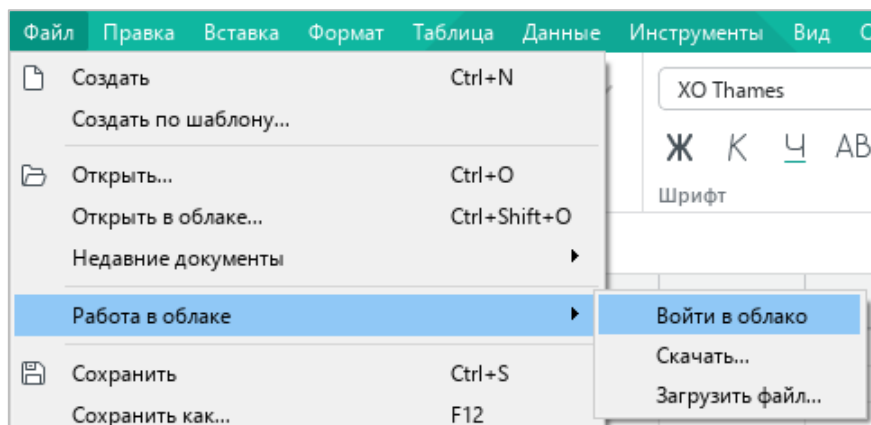 Файл Правка Вставка Формат Таблица Данные Инструменты Вид
Создать Ctrl+N
Создать по шаблону...
Открыть... Ctrl+O
Открыть в облаке... Ctrl+Shift+O
Недавние документы
Работа в облаке
Сохранить Ctrl+S
Сохранить как... F12
Войти в облако
Скачать...
Загрузить файл...
XO Thames
Ж К Ч АВ
Шрифт